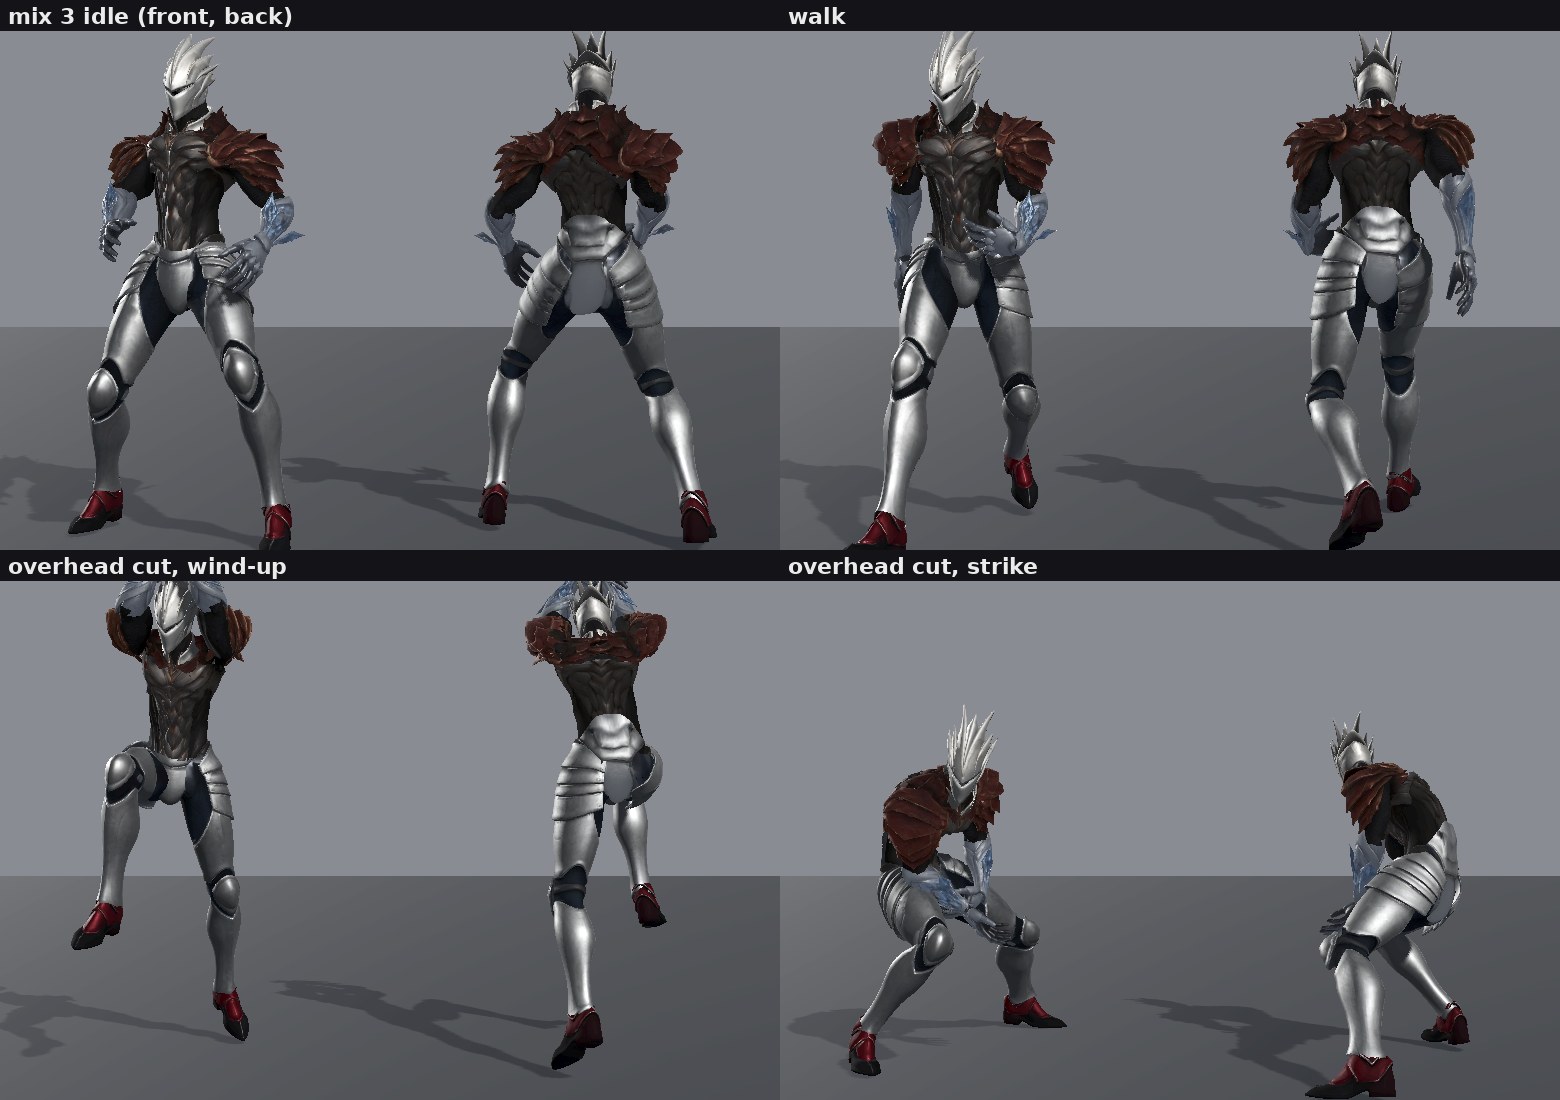 mix 3 idle (front, back)
walk
overhead cut, wind-up
overhead cut, strike